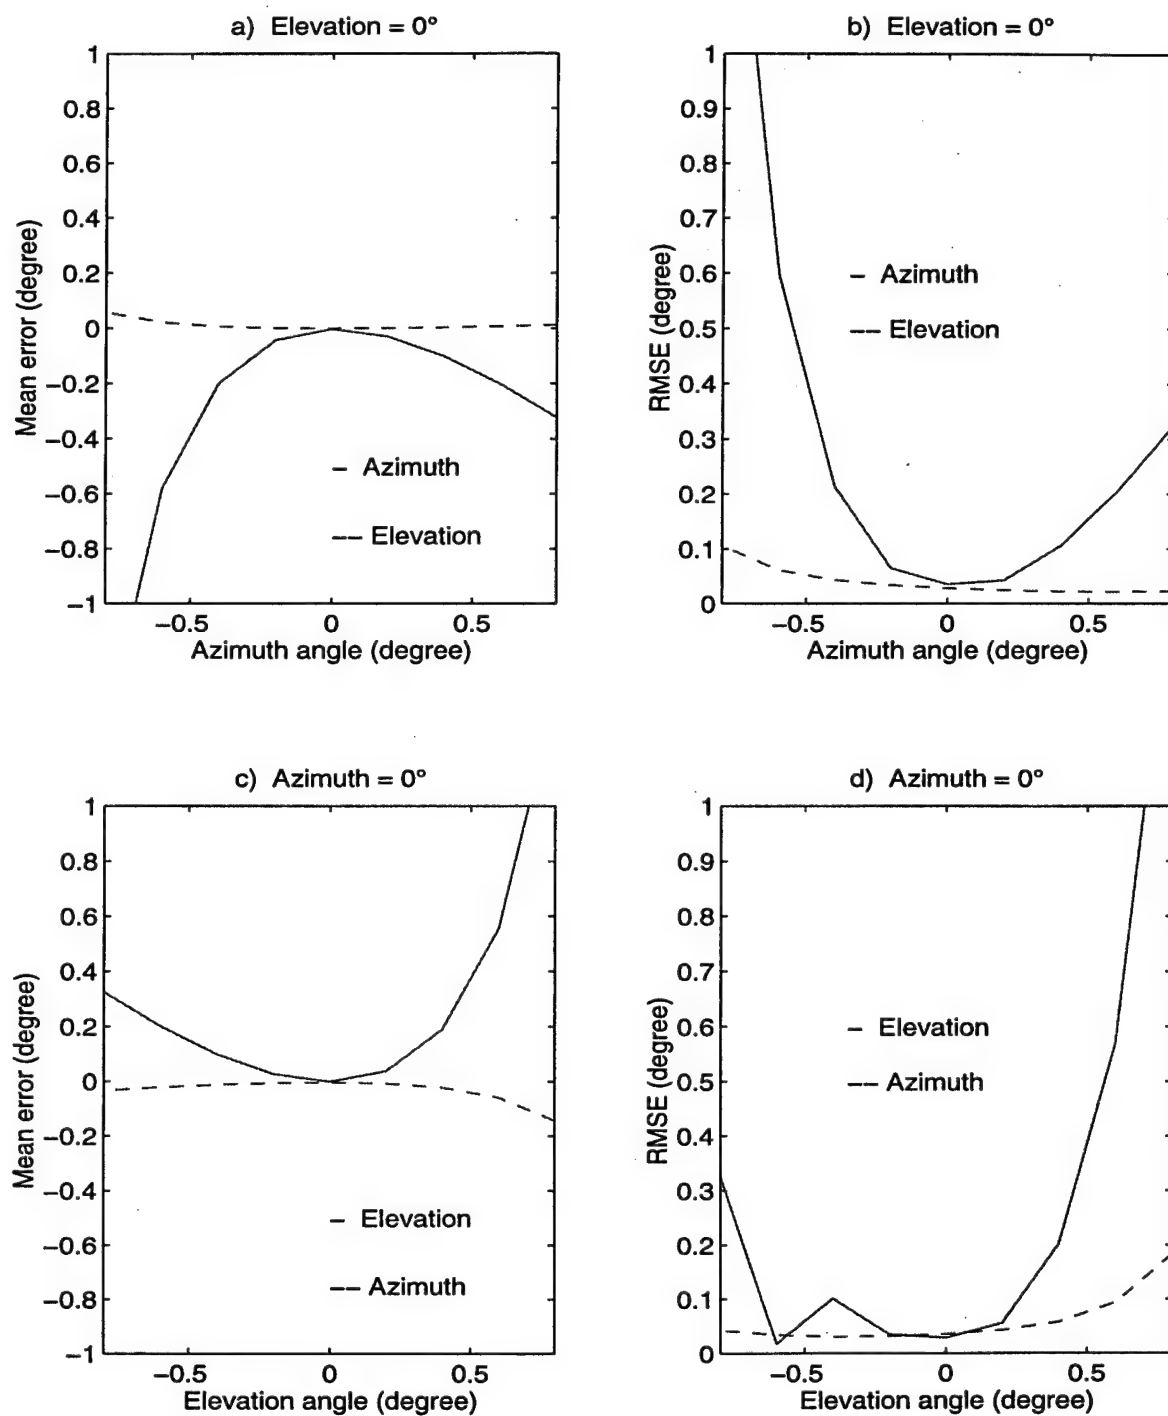 a) Elevation = 0°
1
0.8
0.6
0.4
0.2
0
−0.2
−0.4
−0.6
−0.8
−1
Mean error (degree)
– Azimuth
–– Elevation
−0.5 0 0.5
Azimuth angle (degree)
b) Elevation = 0°
1
0.9
0.8
0.7
0.6
0.5
0.4
0.3
0.2
0.1
0
RMSE (degree)
– Azimuth
–– Elevation
−0.5 0 0.5
Azimuth angle (degree)
c) Azimuth = 0°
1
0.8
0.6
0.4
0.2
0
−0.2
−0.4
−0.6
−0.8
−1
Mean error (degree)
– Elevation
–– Azimuth
−0.5 0 0.5
Elevation angle (degree)
d) Azimuth = 0°
1
0.9
0.8
0.7
0.6
0.5
0.4
0.3
0.2
0.1
0
RMSE (degree)
– Elevation
–– Azimuth
−0.5 0 0.5
Elevation angle (degree)